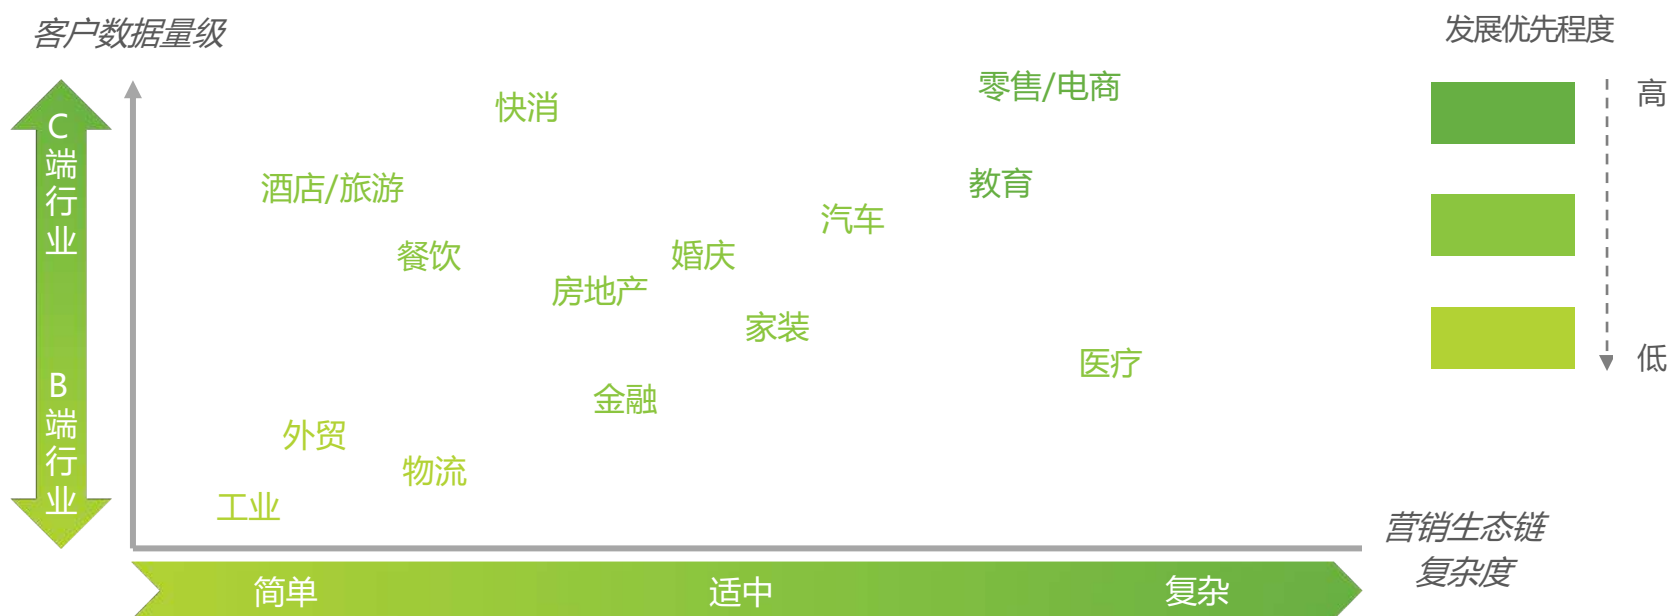 客户数据量级
发展优先程度
高
低
C端行业
B端行业
零售/电商
快消
教育
酒店/旅游
汽车
餐饮
婚庆
房地产
家装
医疗
金融
外贸
物流
工业
营销生态链
复杂度
简单
适中
复杂